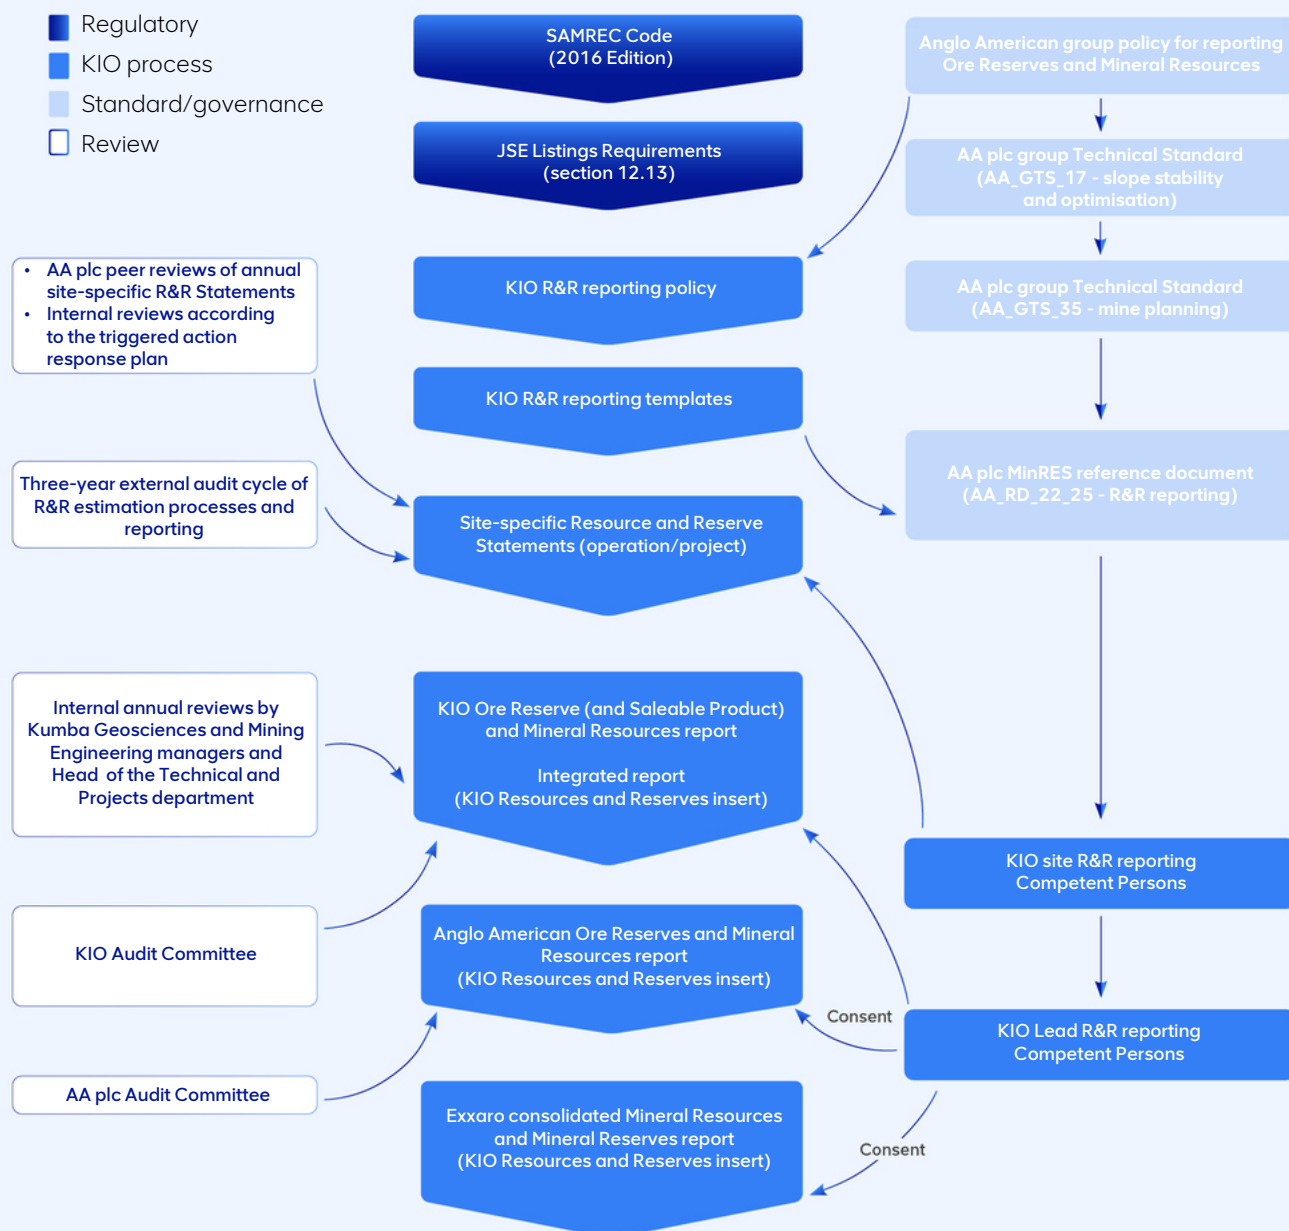 Regulatory
KIO process
Standard/governance
Review
SAMREC Code
(2016 Edition)
JSE Listings Requirements
(section 12.13)
KIO R&R reporting policy
KIO R&R reporting templates
Site-specific Resource and Reserve
Statements (operation/project)
KIO Ore Reserve (and Saleable Product)
and Mineral Resources report
Integrated report
(KIO Resources and Reserves insert)
Anglo American Ore Reserves and Mineral
Resources report
(KIO Resources and Reserves insert)
Exxaro consolidated Mineral Resources
and Mineral Reserves report
(KIO Resources and Reserves insert)
• AA plc peer reviews of annual
site-specific R&R Statements
• Internal reviews according
to the triggered action
response plan
Three-year external audit cycle of
R&R estimation processes and
reporting
Internal annual reviews by
Kumba Geosciences and Mining
Engineering managers and
Head of the Technical and
Projects department
KIO Audit Committee
AA plc Audit Committee
Anglo American group policy for reporting
Ore Reserves and Mineral Resources
AA plc group Technical Standard
(AA_GTS_17 - slope stability
and optimisation)
AA plc group Technical Standard
(AA_GTS_35 - mine planning)
AA plc MinRES reference document
(AA_RD_22_25 - R&R reporting)
KIO site R&R reporting
Competent Persons
KIO Lead R&R reporting
Competent Persons
Consent
Consent